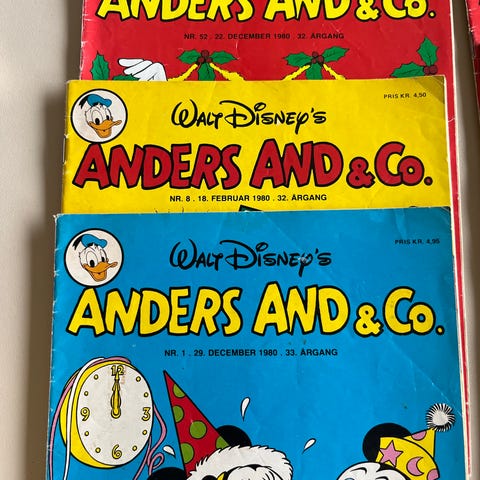 ANDERS AND & Co.
NR. 52 . 22. DECEMBER 1980 . 32. ÅRGANG
PRIS KR. 4,50
WALT DISNEY'S
ANDERS AND & Co.
NR. 8 . 18. FEBRUAR 1980 . 32. ÅRGANG
PRIS KR. 4,95
WALT DISNEY'S
ANDERS AND & Co.
NR. 1 . 29. DECEMBER 1980 . 33. ÅRGANG
12
9 3
6